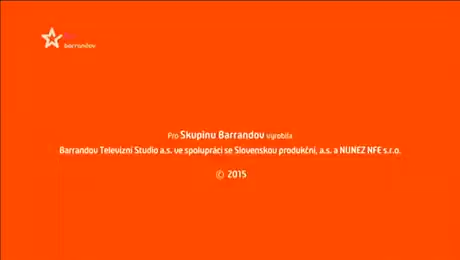 barrandov
Pro Skupinu Barrandov vyrobila
Barrandov Televizní Studio a.s. ve spolupráci se Slovenskou produkční, a.s. a NUNEZ NFE s.r.o.
© 2015